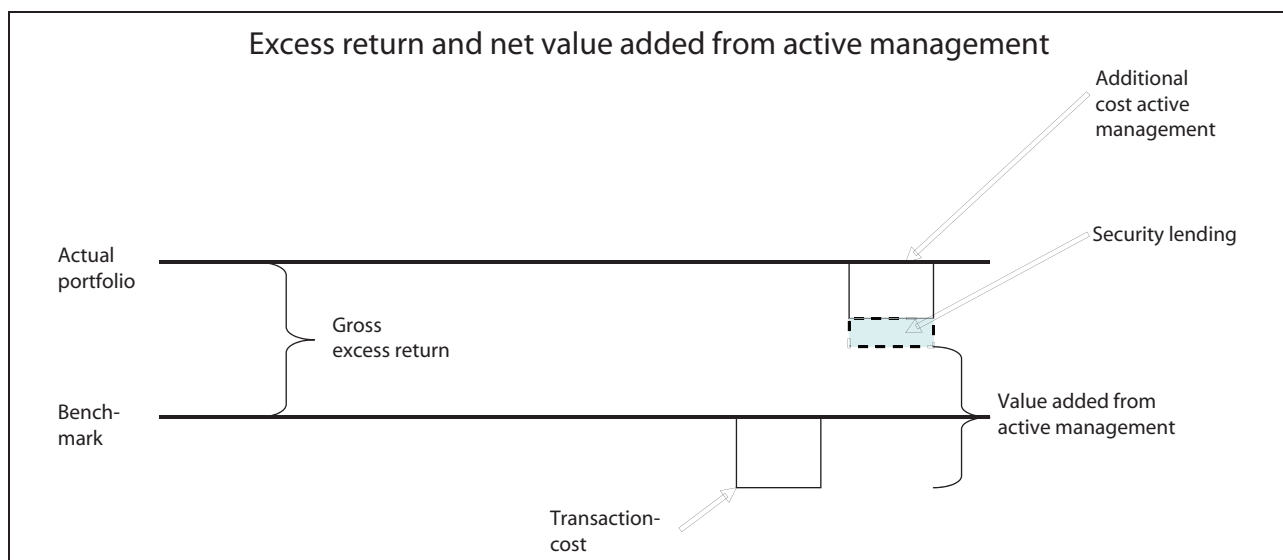 Excess return and net value added from active management
Additional
cost active
management
Security lending
Actual
portfolio
Gross
excess return
Bench-
mark
Value added from
active management
Transaction-
cost